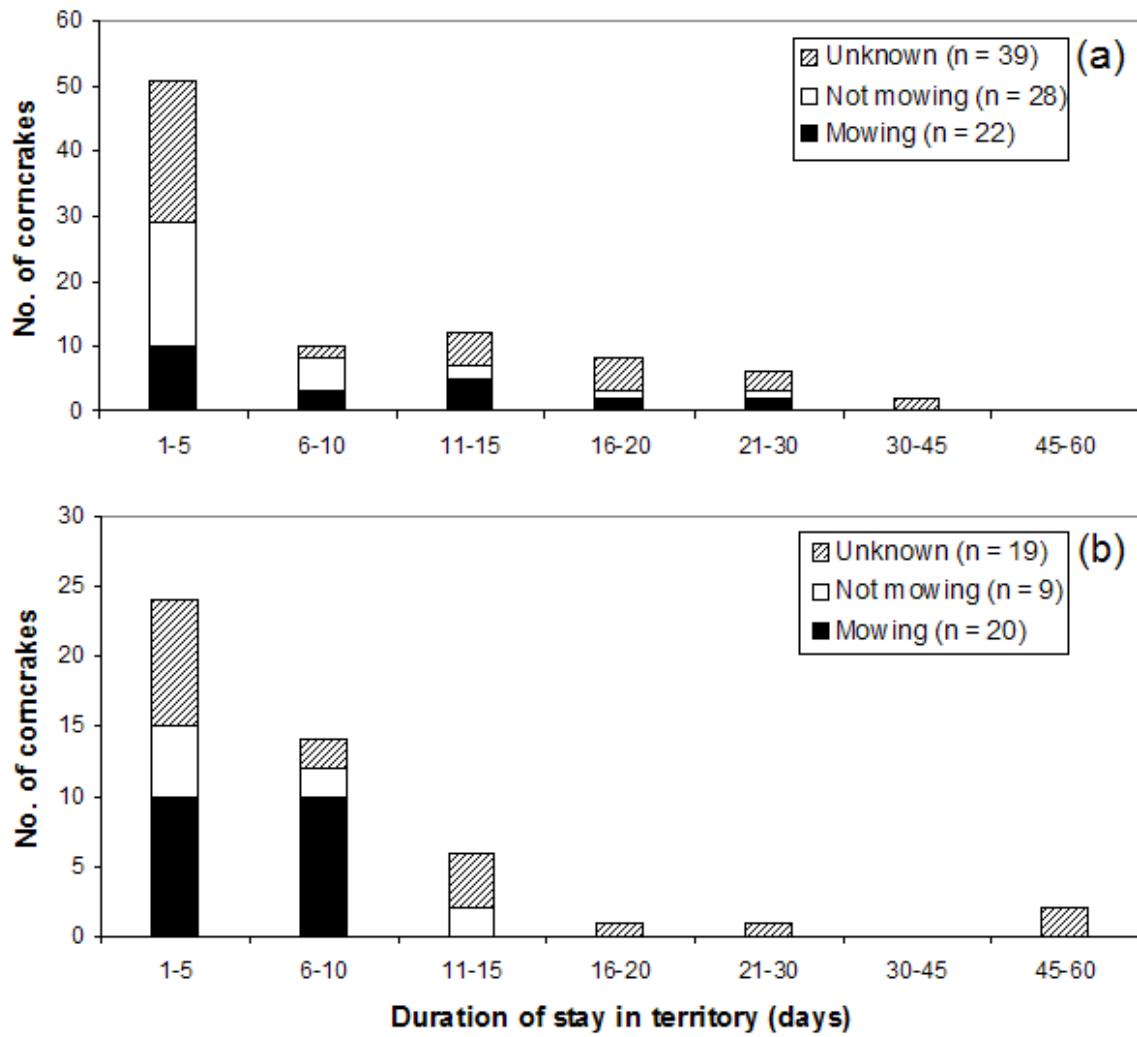 60
50
40
30
20
10
0
No. of corncrakes
Unknown (n = 39)
Not mowing (n = 28)
Mowing (n = 22)
(a)
1-5 6-10 11-15 16-20 21-30 30-45 45-60
30
25
20
15
10
5
0
No. of corncrakes
Unknown (n = 19)
Not mowing (n = 9)
Mowing (n = 20)
(b)
1-5 6-10 11-15 16-20 21-30 30-45 45-60
Duration of stay in territory (days)